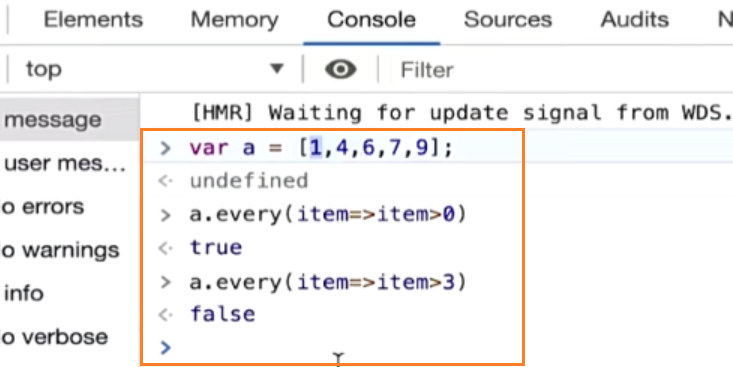 Elements Memory Console Sources Audits N
top Filter
[HMR] Waiting for update signal from WDS.
message
> var a = [1,4,6,7,9];
user mes...
<· undefined
o errors
> a.every(item=>item>0)
<· true
o warnings
> a.every(item=>item>3)
info
<· false
o verbose
>